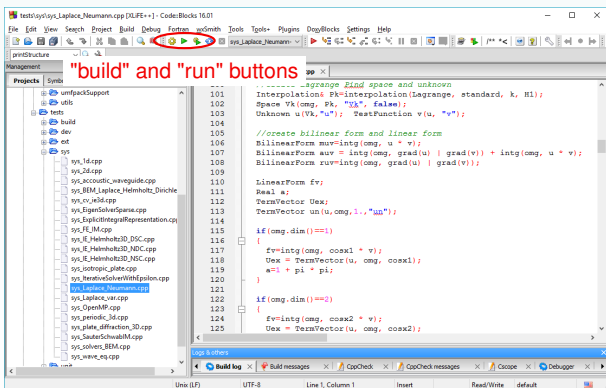 tests\sys\sys_Laplace_Neumann.cpp [XLiFE++] - Code::Blocks 16.01
File Edit View Search Project Build Debug Fortran wxSmith Tools Tools+ Plugins DoxyBlocks Settings Help
sys_Laplace_Neumann-
printStructure
Management
"build" and "run" buttons
Projects Symb
umfpackSupport
utils
tests
build
dev
ext
sys
sys_1d.cpp
sys_2d.cpp
sys_accoustic_waveguide.cpp
sys_BEM_Laplace_Helmholtz_Dirichle
sys_cv_ie3d.cpp
sys_EigenSolverSparse.cpp
sys_ExplicitIntegralRepresentation.cpp
sys_FE_IM.cpp
sys_IE_Helmholtz3D_DSC.cpp
sys_IE_Helmholtz3D_NDC.cpp
sys_IE_Helmholtz3D_NSC.cpp
sys_isotropic_plate.cpp
sys_IterativeSolverWithEpsilon.cpp
sys_Laplace_Neumann.cpp
sys_Laplace_var.cpp
sys_OpenMP.cpp
sys_periodic_3d.cpp
sys_plate_diffraction_3D.cpp
sys_SauterSchwabIM.cpp
sys_solvers_BEM.cpp
sys_wave_eq.cpp
unit
cpp
101 Interpolation& Pk=interpolation(Lagrange, standard, k, H1);
102 Space Vk(omg, Pk, "Vk", false);
103 Unknown u(Vk,"u"); TestFunction v(u, "v");
104
105 //create bilinear form and linear form
106 BilinearForm muv=intg(omg, u * v);
107 BilinearForm auv = intg(omg, grad(u) | grad(v)) + intg(omg, u * v);
108 BilinearForm ruv=intg(omg, grad(u) | grad(v));
109
110 LinearForm fv;
111 Real a;
112 TermVector Uex;
113 TermVector un(u,omg,1.,"un");
114
115 if(omg.dim()==1)
116 {
117 fv=intg(omg, cosx1 * v);
118 Uex = TermVector(u, omg, cosx1);
119 a=1 + pi * pi;
120 }
121
122 if(omg.dim()==2)
123 {
124 fv=intg(omg, cosx2 * v);
125 Uex = TermVector(u, omg, cosx2);
Logs & others
Build log Build messages CppCheck CppCheck messages Cscope Debugger
Unix (LF) UTF-8 Line 1, Column 1 Insert Read/Write default